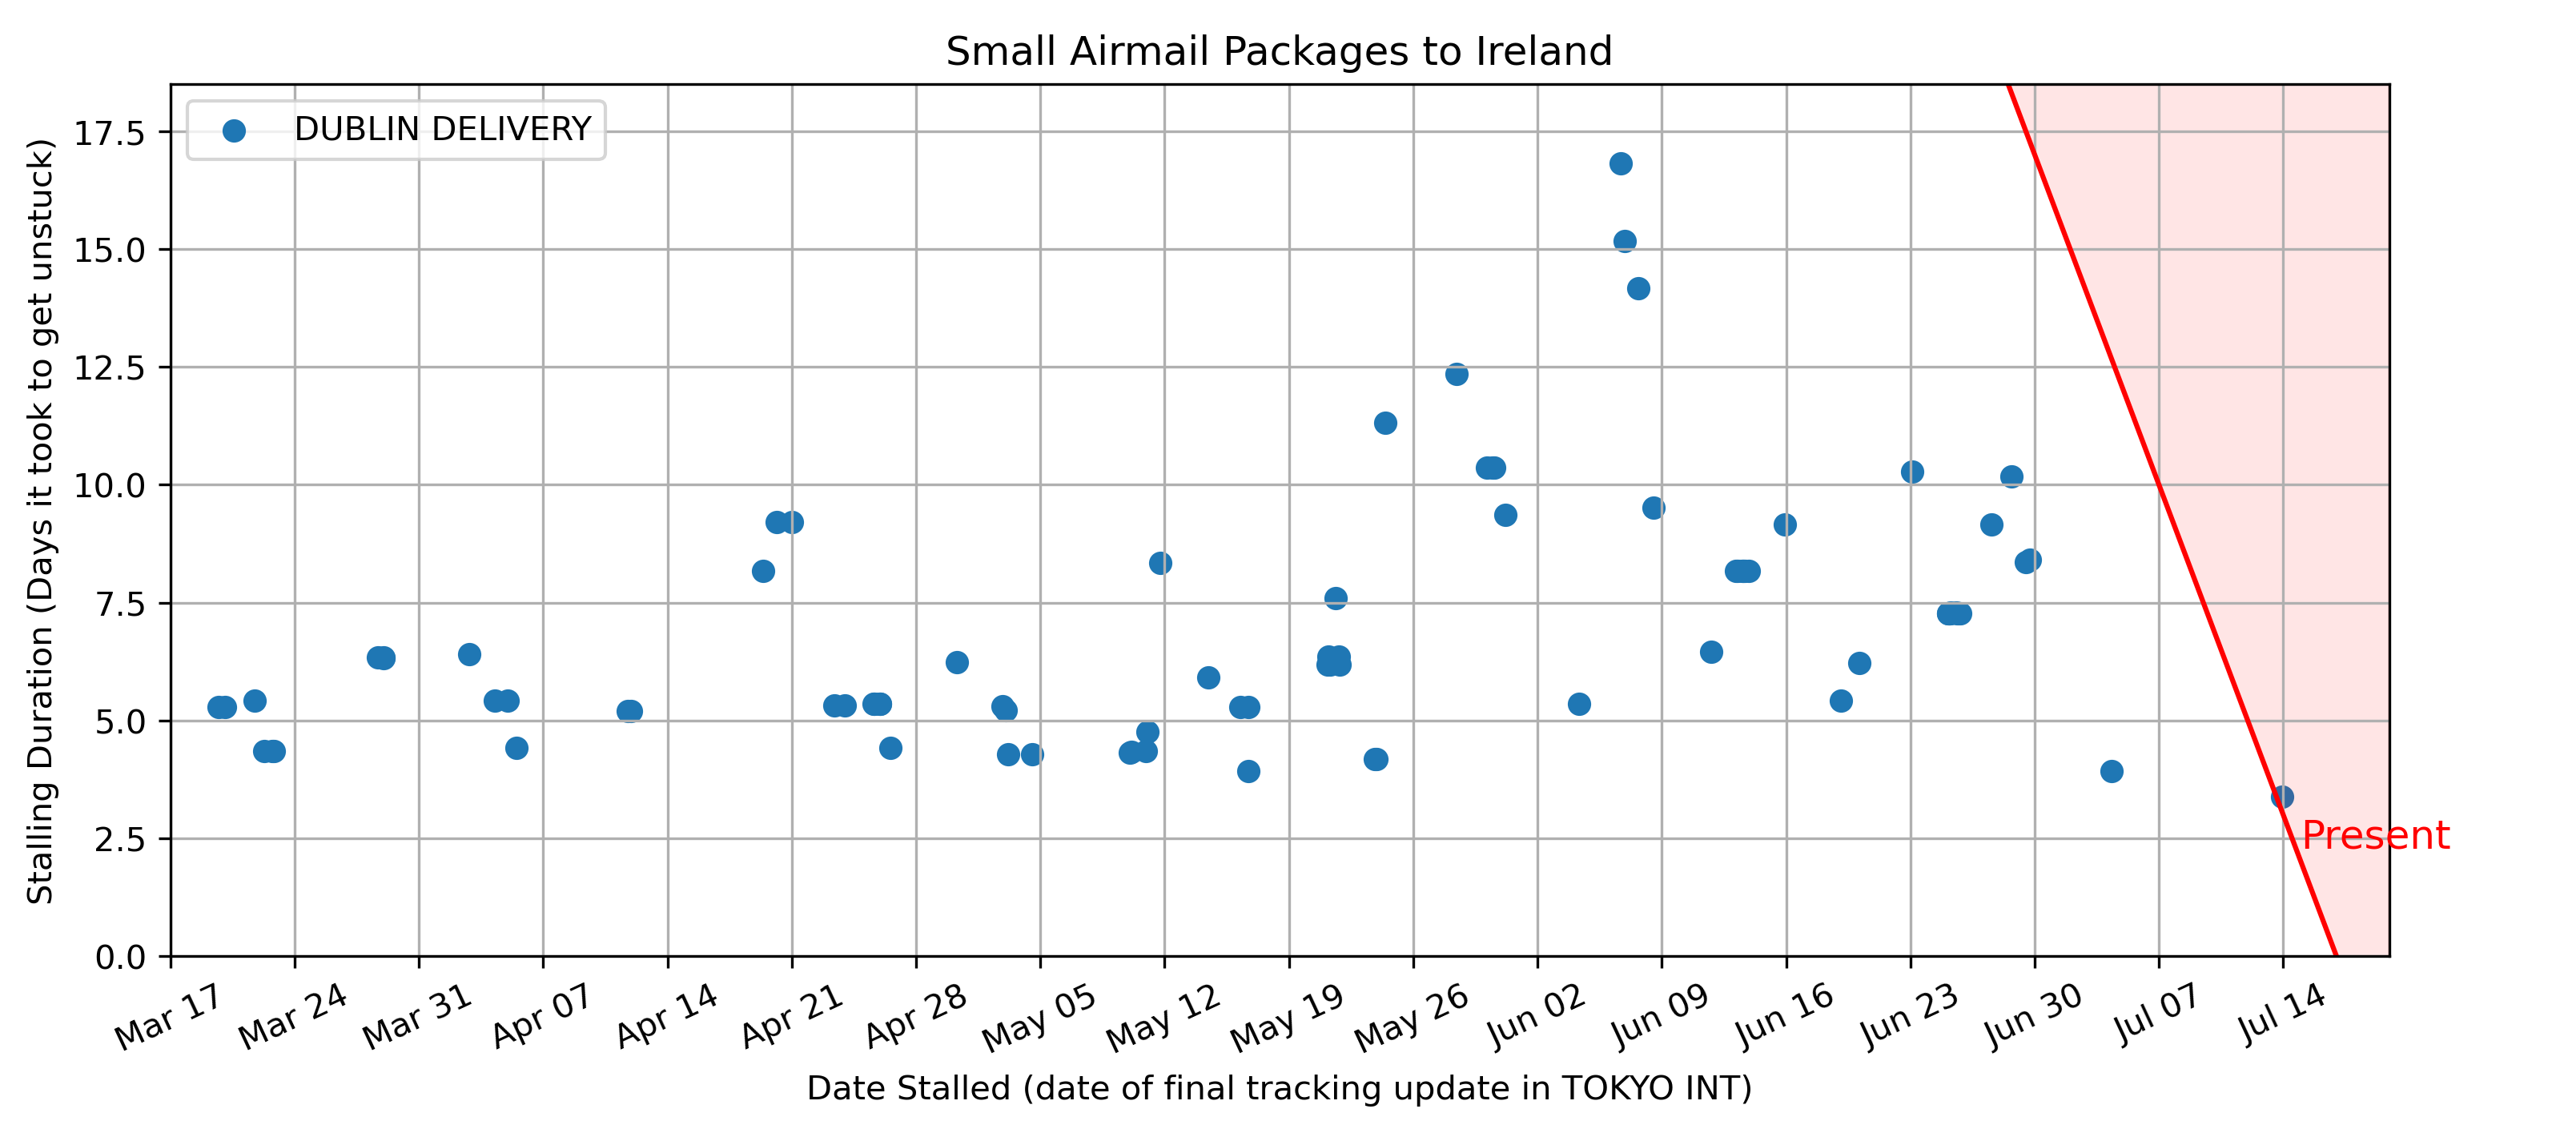 Small Airmail Packages to Ireland
DUBLIN DELIVERY
Stalling Duration (Days it took to get unstuck)
17.5
15.0
12.5
10.0
7.5
5.0
2.5
0.0
Present
Mar 17
Mar 24
Mar 31
Apr 07
Apr 14
Apr 21
Apr 28
May 05
May 12
May 19
May 26
Jun 02
Jun 09
Jun 16
Jun 23
Jun 30
Jul 07
Jul 14
Date Stalled (date of final tracking update in TOKYO INT)